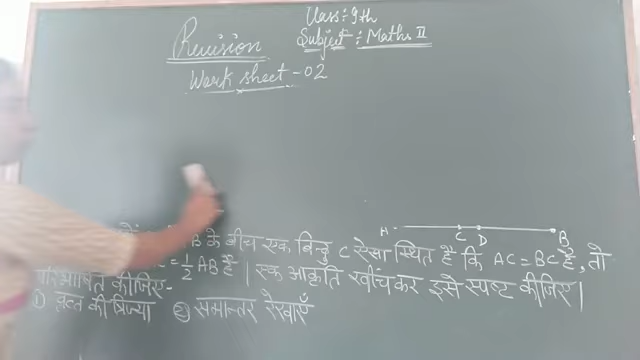 Class:- 9th
Revision Subject : Maths II
Work sheet -02
A C D B
B के बीच एक बिन्दु C ऐसा स्थित है कि AC = BC है, तो
= 1/2 AB है। एक आकृति खींचकर इसे स्पष्ट कीजिए।
परिभाषित कीजिए-
① वृत्त की त्रिज्या ② समान्तर रेखाएँ